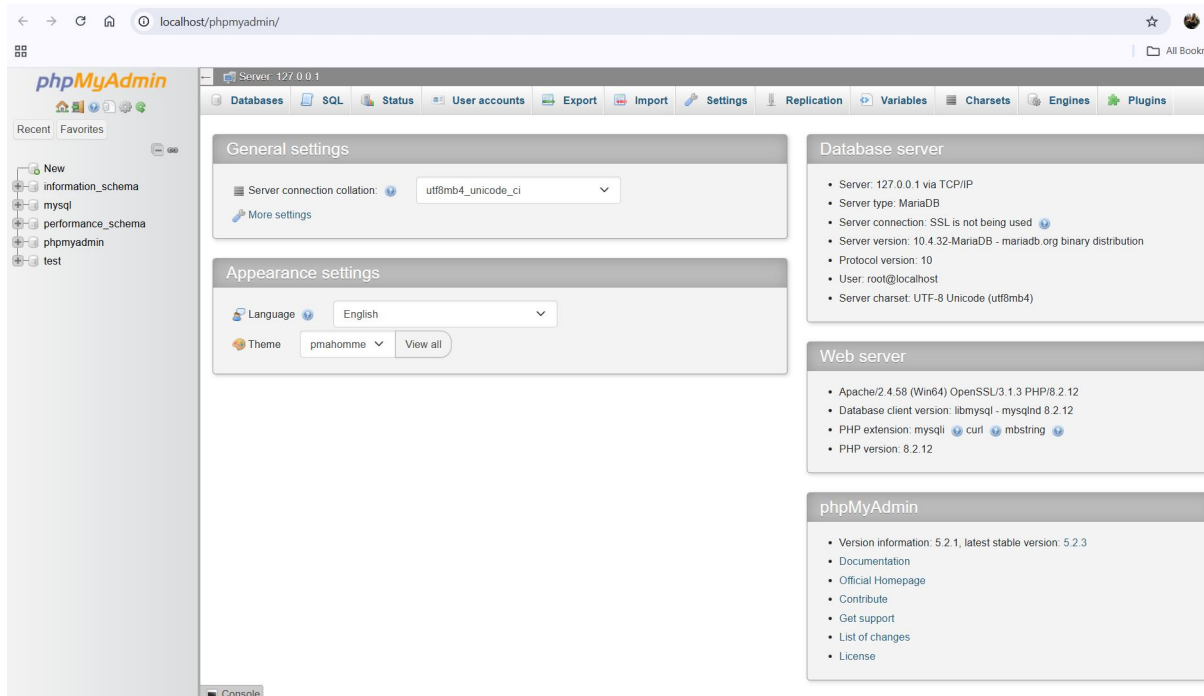 localhost/phpmyadmin/
All Bookr
phpMyAdmin
Recent Favorites
New
information_schema
mysql
performance_schema
phpmyadmin
test
Server: 127.0.0.1
Databases SQL Status User accounts Export Import Settings Replication Variables Charsets Engines Plugins
General settings
Server connection collation: utf8mb4_unicode_ci
More settings
Appearance settings
Language English
Theme pmahomme View all
Database server
Server: 127.0.0.1 via TCP/IP
Server type: MariaDB
Server connection: SSL is not being used
Server version: 10.4.32-MariaDB - mariadb.org binary distribution
Protocol version: 10
User: root@localhost
Server charset: UTF-8 Unicode (utf8mb4)
Web server
Apache/2.4.58 (Win64) OpenSSL/3.1.3 PHP/8.2.12
Database client version: libmysql - mysqlnd 8.2.12
PHP extension: mysqli curl mbstring
PHP version: 8.2.12
phpMyAdmin
Version information: 5.2.1, latest stable version: 5.2.3
Documentation
Official Homepage
Contribute
Get support
List of changes
License
Console